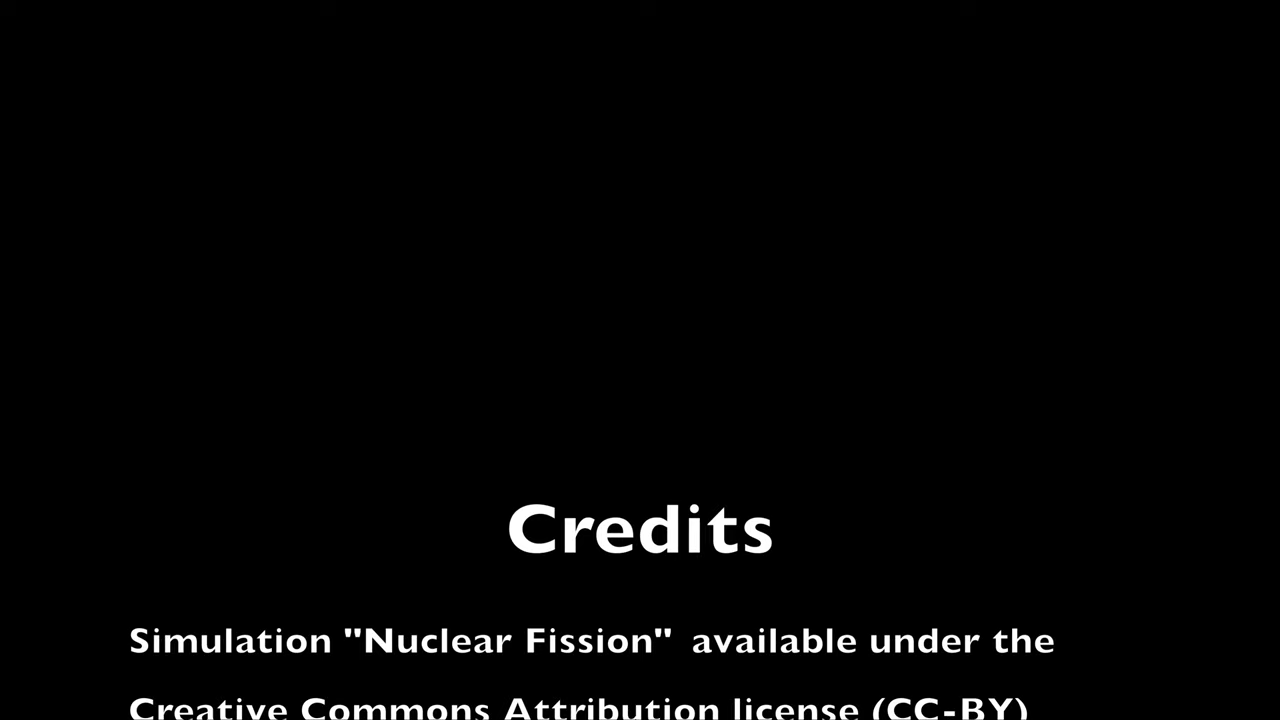 Credits
Simulation "Nuclear Fission" available under the
Creative Commons Attribution license (CC-BY)